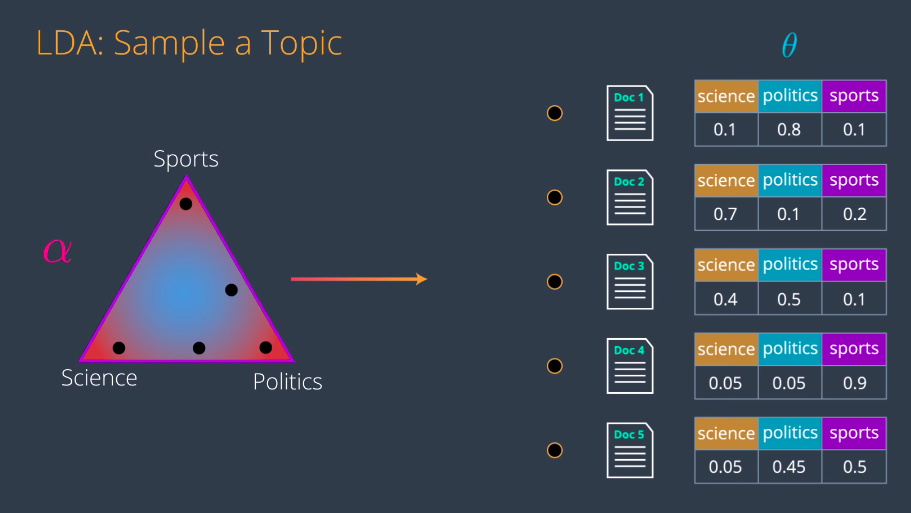 LDA: Sample a Topic
θ
Sports
α
Science
Politics
Doc 1
science politics sports
0.1 0.8 0.1
Doc 2
science politics sports
0.7 0.1 0.2
Doc 3
science politics sports
0.4 0.5 0.1
Doc 4
science politics sports
0.05 0.05 0.9
Doc 5
science politics sports
0.05 0.45 0.5